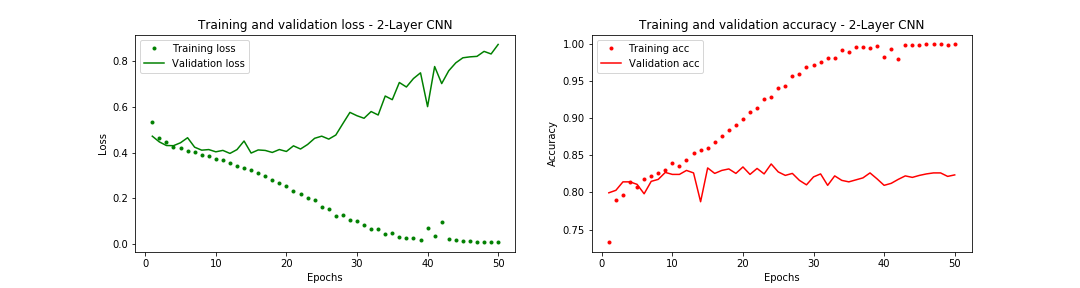 Training and validation loss - 2-Layer CNN
Training loss
Validation loss
0.8
0.6
0.4
0.2
0.0
Loss
0
10
20
30
40
50
Epochs
Training and validation accuracy - 2-Layer CNN
Training acc
Validation acc
1.00
0.95
0.90
0.85
0.80
0.75
Accuracy
0
10
20
30
40
50
Epochs